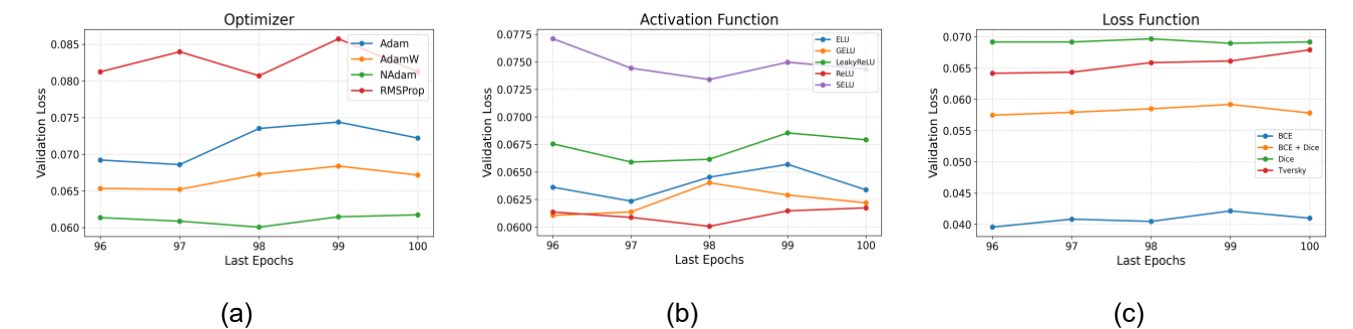 Optimizer
Validation Loss
0.085
0.080
0.075
0.070
0.065
0.060
96 97 98 99 100
Last Epochs
Adam
AdamW
NAdam
RMSProp
(a)
Activation Function
Validation Loss
0.0775
0.0750
0.0725
0.0700
0.0675
0.0650
0.0625
0.0600
96 97 98 99 100
Last Epochs
ELU
GELU
LeakyReLU
ReLU
SELU
(b)
Loss Function
Validation Loss
0.070
0.065
0.060
0.055
0.050
0.045
0.040
96 97 98 99 100
Last Epochs
BCE
BCE + Dice
Dice
Tversky
(c)